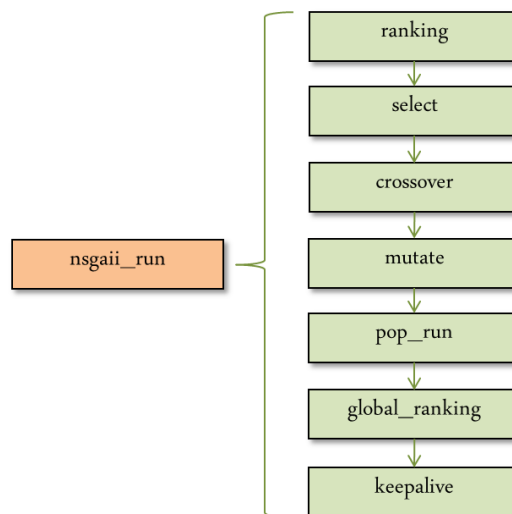 ranking
select
crossover
nsgaii_run
mutate
pop_run
global_ranking
keepalive